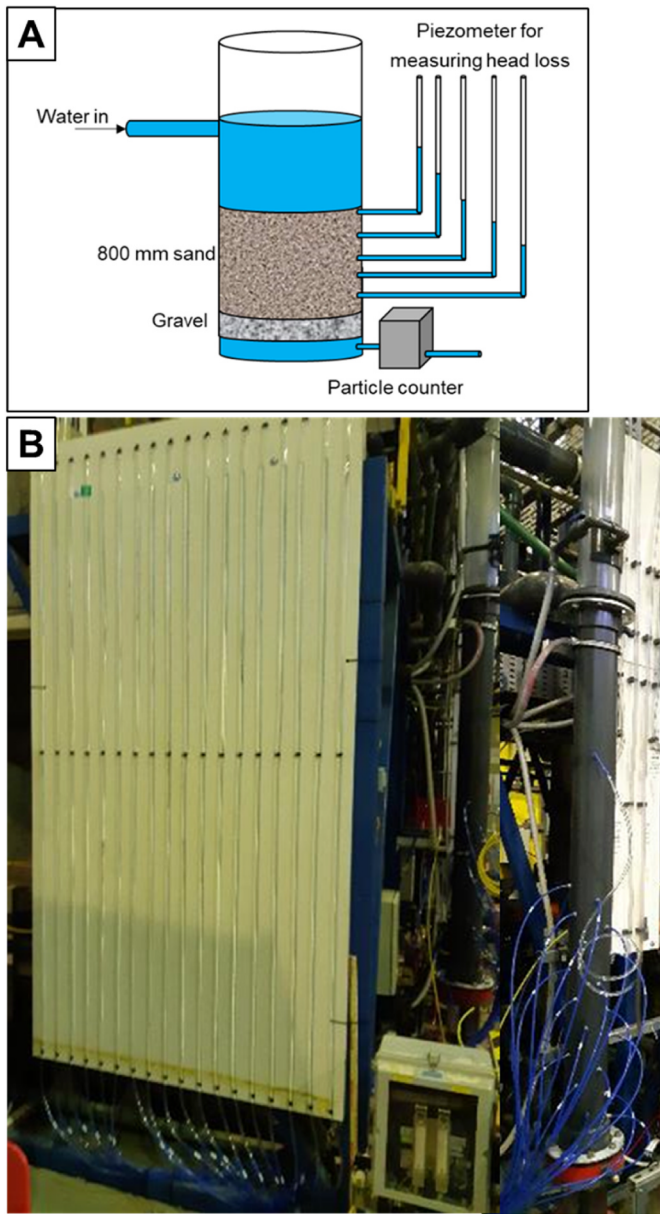 A
Piezometer for
measuring head loss
Water in
800 mm sand
Gravel
Particle counter
B